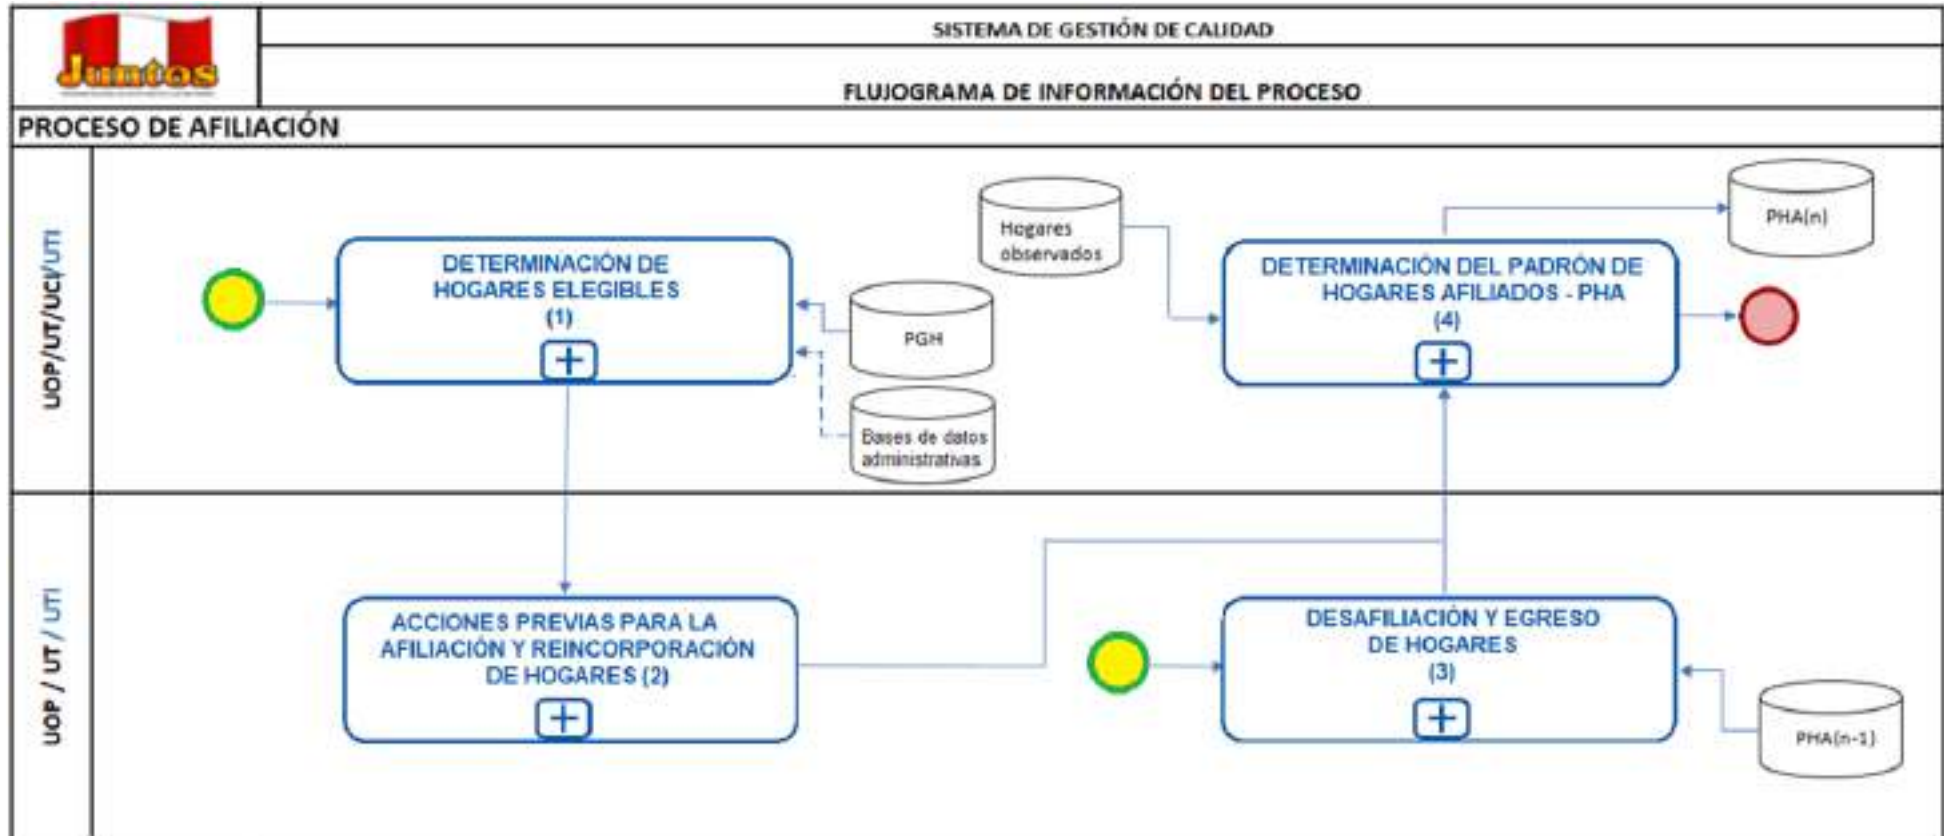 Juntos
SISTEMA DE GESTIÓN DE CALIDAD
FLUJOGRAMA DE INFORMACIÓN DEL PROCESO
PROCESO DE AFILIACIÓN
UOP/UT/UCI/UTI
DETERMINACIÓN DE
HOGARES ELEGIBLES
(1)
PGH
Bases de datos
administrativas
Hogares
observados
DETERMINACIÓN DEL PADRÓN DE
HOGARES AFILIADOS - PHA
(4)
PHA(n)
UOP / UT / UTI
ACCIONES PREVIAS PARA LA
AFILIACIÓN Y REINCORPORACIÓN
DE HOGARES (2)
DESAFILIACIÓN Y EGRESO
DE HOGARES
(3)
PHA(n-1)